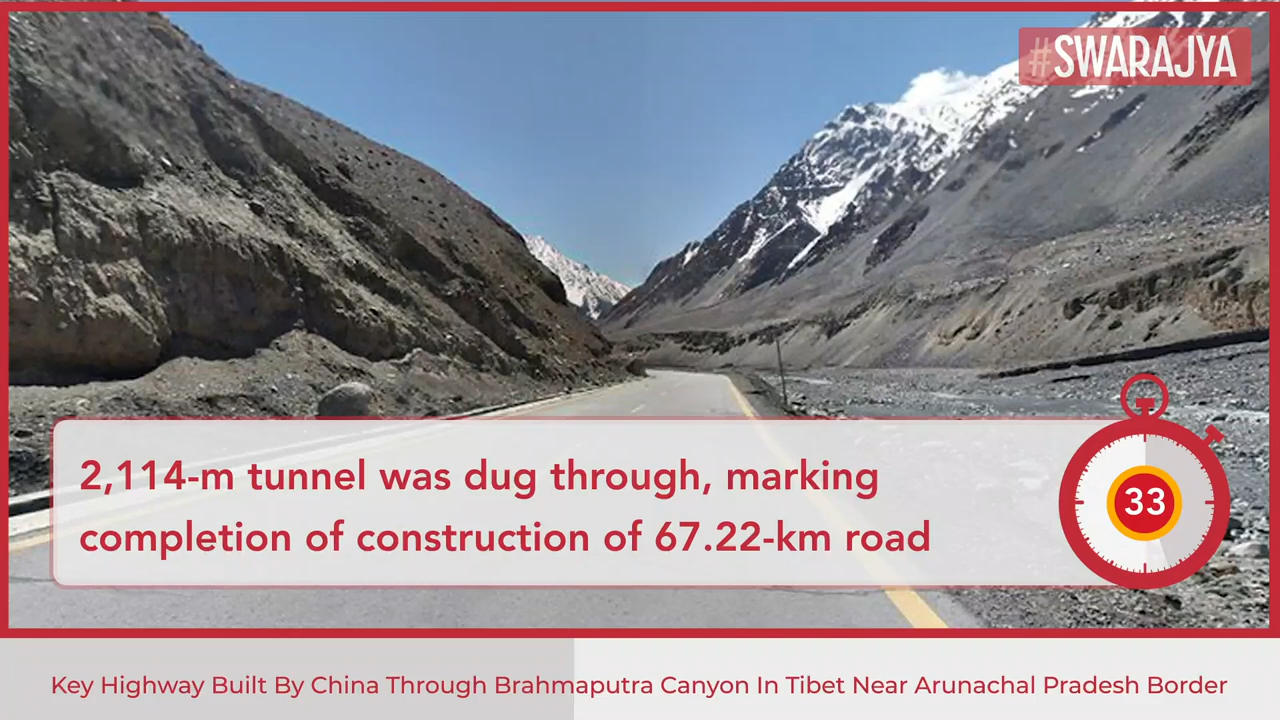 #SWARAJYA
2,114-m tunnel was dug through, marking
completion of construction of 67.22-km road
33
Key Highway Built By China Through Brahmaputra Canyon In Tibet Near Arunachal Pradesh Border